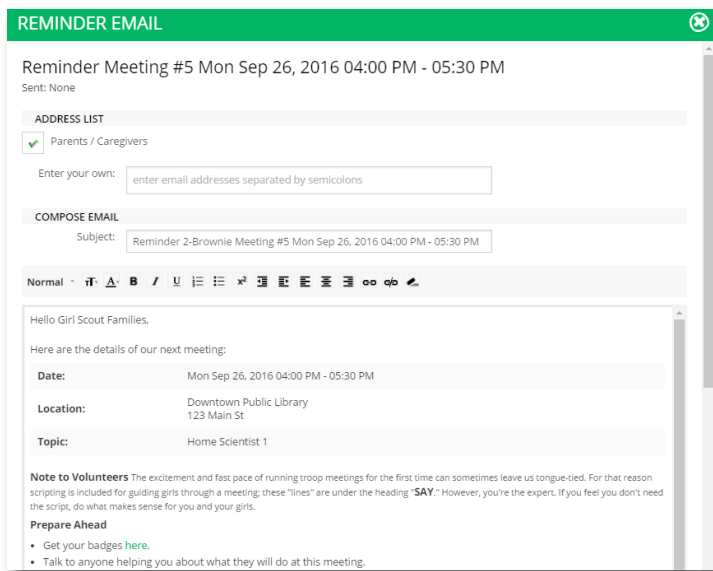 REMINDER EMAIL
Reminder Meeting #5 Mon Sep 26, 2016 04:00 PM - 05:30 PM
Sent: None
ADDRESS LIST
Parents / Caregivers
Enter your own: enter email addresses separated by semicolons
COMPOSE EMAIL
Subject: Reminder 2-Brownie Meeting #5 Mon Sep 26, 2016 04:00 PM - 05:30 PM
Normal
Hello Girl Scout Families,
Here are the details of our next meeting:
Date: Mon Sep 26, 2016 04:00 PM - 05:30 PM
Location: Downtown Public Library
123 Main St
Topic: Home Scientist 1
Note to Volunteers The excitement and fast pace of running troop meetings for the first time can sometimes leave us tongue-tied. For that reason
scripting is included for guiding girls through a meeting; these "lines" are under the heading "SAY." However, you're the expert. If you feel you don't need
the script, do what makes sense for you and your girls.
Prepare Ahead
• Get your badges here.
• Talk to anyone helping you about what they will do at this meeting.